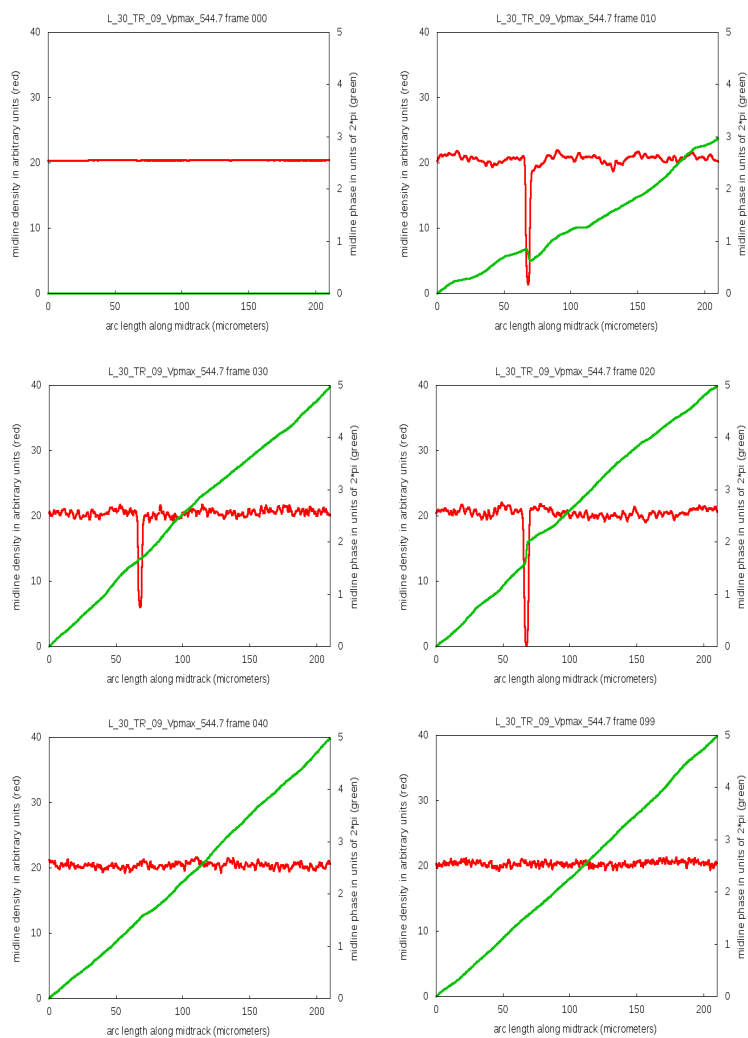 L_30_TR_09_Vpmax_544.7 frame 000
40
30
20
10
0
5
4
3
2
1
0
0 50 100 150 200
midline density in arbitrary units (red)
midline phase in units of 2*pi (green)
arc length along midtrack (micrometers)
L_30_TR_09_Vpmax_544.7 frame 010
40
30
20
10
0
5
4
3
2
1
0
0 50 100 150 200
midline density in arbitrary units (red)
midline phase in units of 2*pi (green)
arc length along midtrack (micrometers)
L_30_TR_09_Vpmax_544.7 frame 030
40
30
20
10
0
5
4
3
2
1
0
0 50 100 150 200
midline density in arbitrary units (red)
midline phase in units of 2*pi (green)
arc length along midtrack (micrometers)
L_30_TR_09_Vpmax_544.7 frame 020
40
30
20
10
0
5
4
3
2
1
0
0 50 100 150 200
midline density in arbitrary units (red)
midline phase in units of 2*pi (green)
arc length along midtrack (micrometers)
L_30_TR_09_Vpmax_544.7 frame 040
40
30
20
10
0
5
4
3
2
1
0
0 50 100 150 200
midline density in arbitrary units (red)
midline phase in units of 2*pi (green)
arc length along midtrack (micrometers)
L_30_TR_09_Vpmax_544.7 frame 099
40
30
20
10
0
5
4
3
2
1
0
0 50 100 150 200
midline density in arbitrary units (red)
midline phase in units of 2*pi (green)
arc length along midtrack (micrometers)